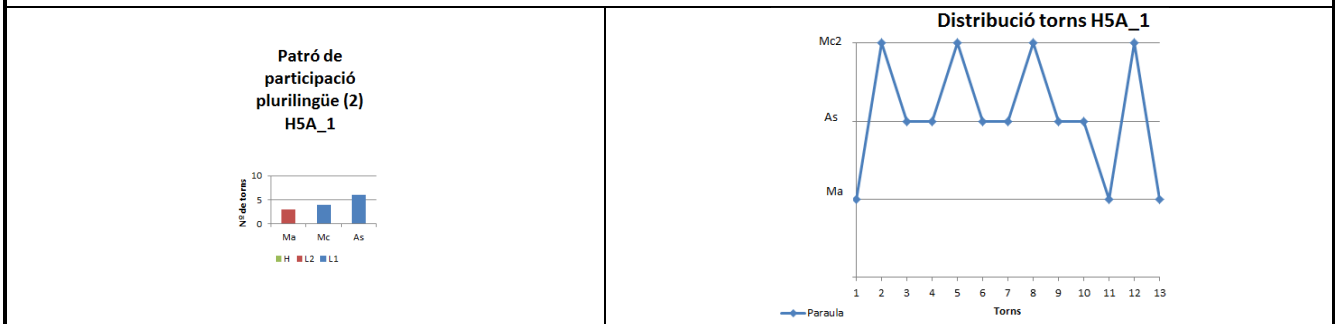 Patró de
participació
plurilingüe (2)
H5A_1
10
5
0
Nº de torns
Ma Mc As
H L2 L1
Distribució torns H5A_1
Mc2
As
Ma
1 2 3 4 5 6 7 8 9 10 11 12 13
Torns
Paraula